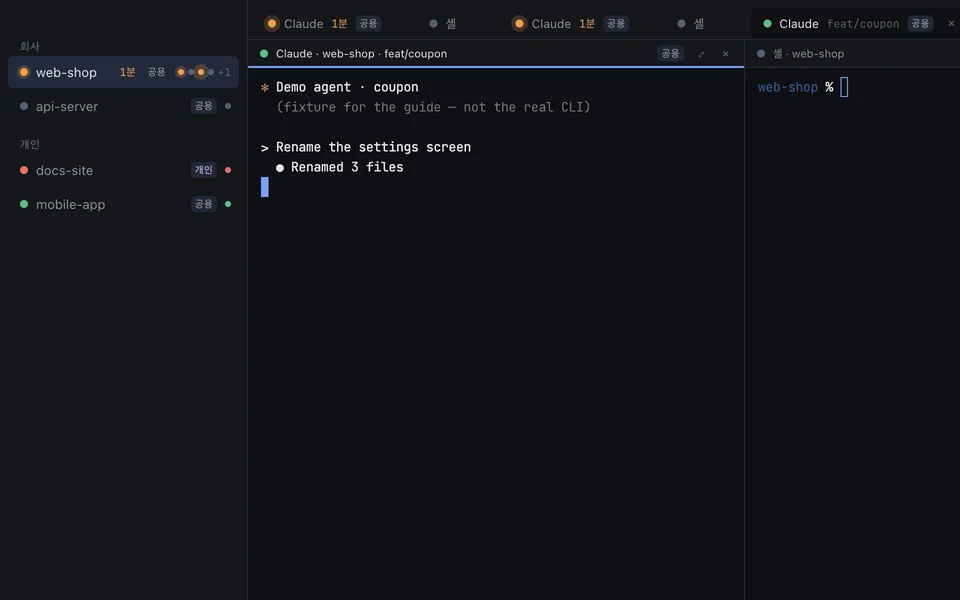 회사
web-shop 1분 공용 +1
api-server 공용
개인
docs-site 개인
mobile-app 공용
Claude 1분 공용 셸 Claude 1분 공용 셸 Claude feat/coupon 공용 ×
Claude · web-shop · feat/coupon 공용 ×
* Demo agent · coupon
(fixture for the guide — not the real CLI)
> Rename the settings screen
● Renamed 3 files
셸 · web-shop
web-shop %